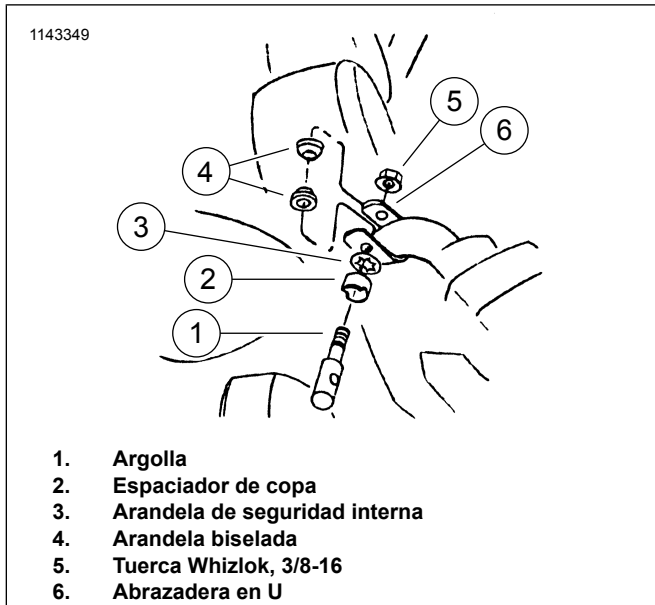 1143349
5
6
4
3
2
1
1. Argolla
2. Espaciador de copa
3. Arandela de seguridad interna
4. Arandela biselada
5. Tuerca Whizlok, 3/8-16
6. Abrazadera en U